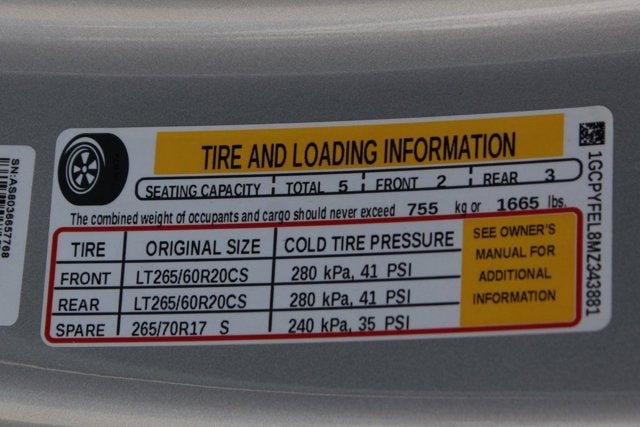 TIRE AND LOADING INFORMATION
SEATING CAPACITY TOTAL 5 FRONT 2 REAR 3
The combined weight of occupants and cargo should never exceed 755 kg or 1665 lbs.
TIRE ORIGINAL SIZE COLD TIRE PRESSURE
FRONT LT265/60R20CS 280 kPa, 41 PSI
REAR LT265/60R20CS 280 kPa, 41 PSI
SPARE 265/70R17 S 240 kPa, 35 PSI
SEE OWNER'S
MANUAL FOR
ADDITIONAL
INFORMATION
1GCPYFEL8MZ343881
SN:AS8036657768